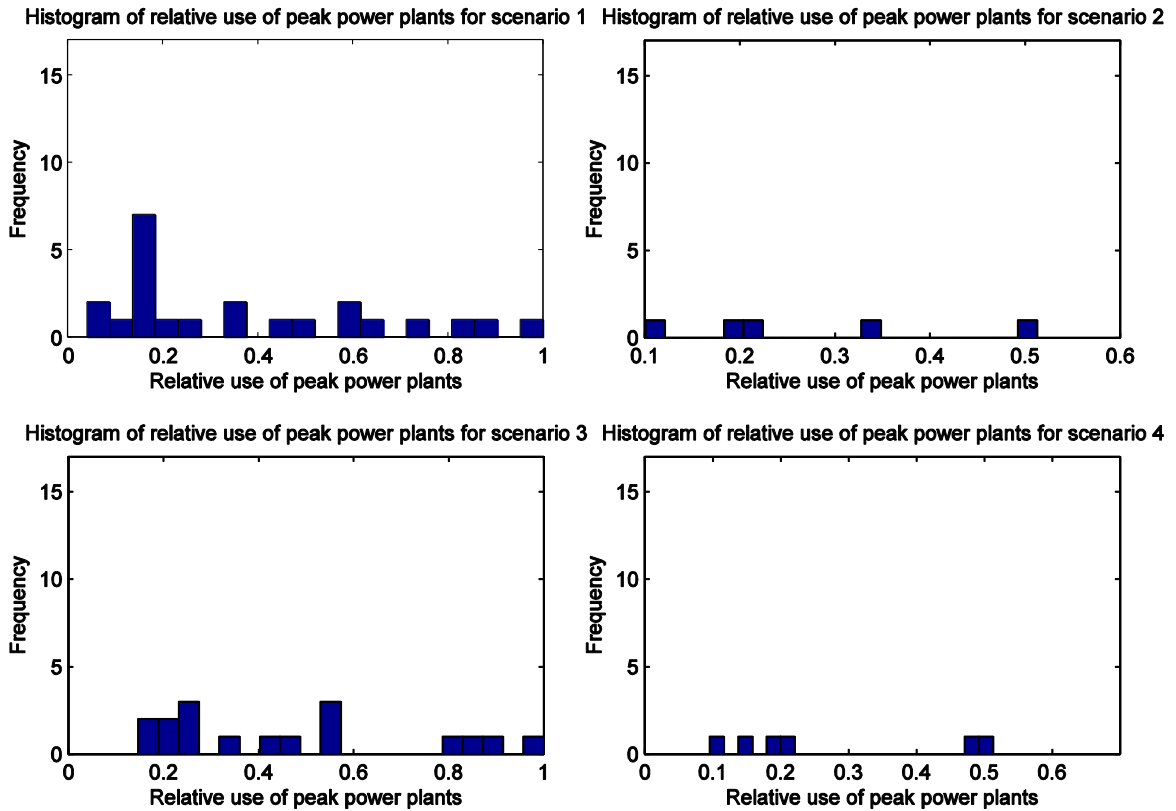 Histogram of relative use of peak power plants for scenario 1
15
10
5
0
Frequency
0 0.2 0.4 0.6 0.8 1
Relative use of peak power plants
Histogram of relative use of peak power plants for scenario 2
15
10
5
0
Frequency
0.1 0.2 0.3 0.4 0.5 0.6
Relative use of peak power plants
Histogram of relative use of peak power plants for scenario 3
15
10
5
0
Frequency
0 0.2 0.4 0.6 0.8 1
Relative use of peak power plants
Histogram of relative use of peak power plants for scenario 4
15
10
5
0
Frequency
0 0.1 0.2 0.3 0.4 0.5 0.6
Relative use of peak power plants